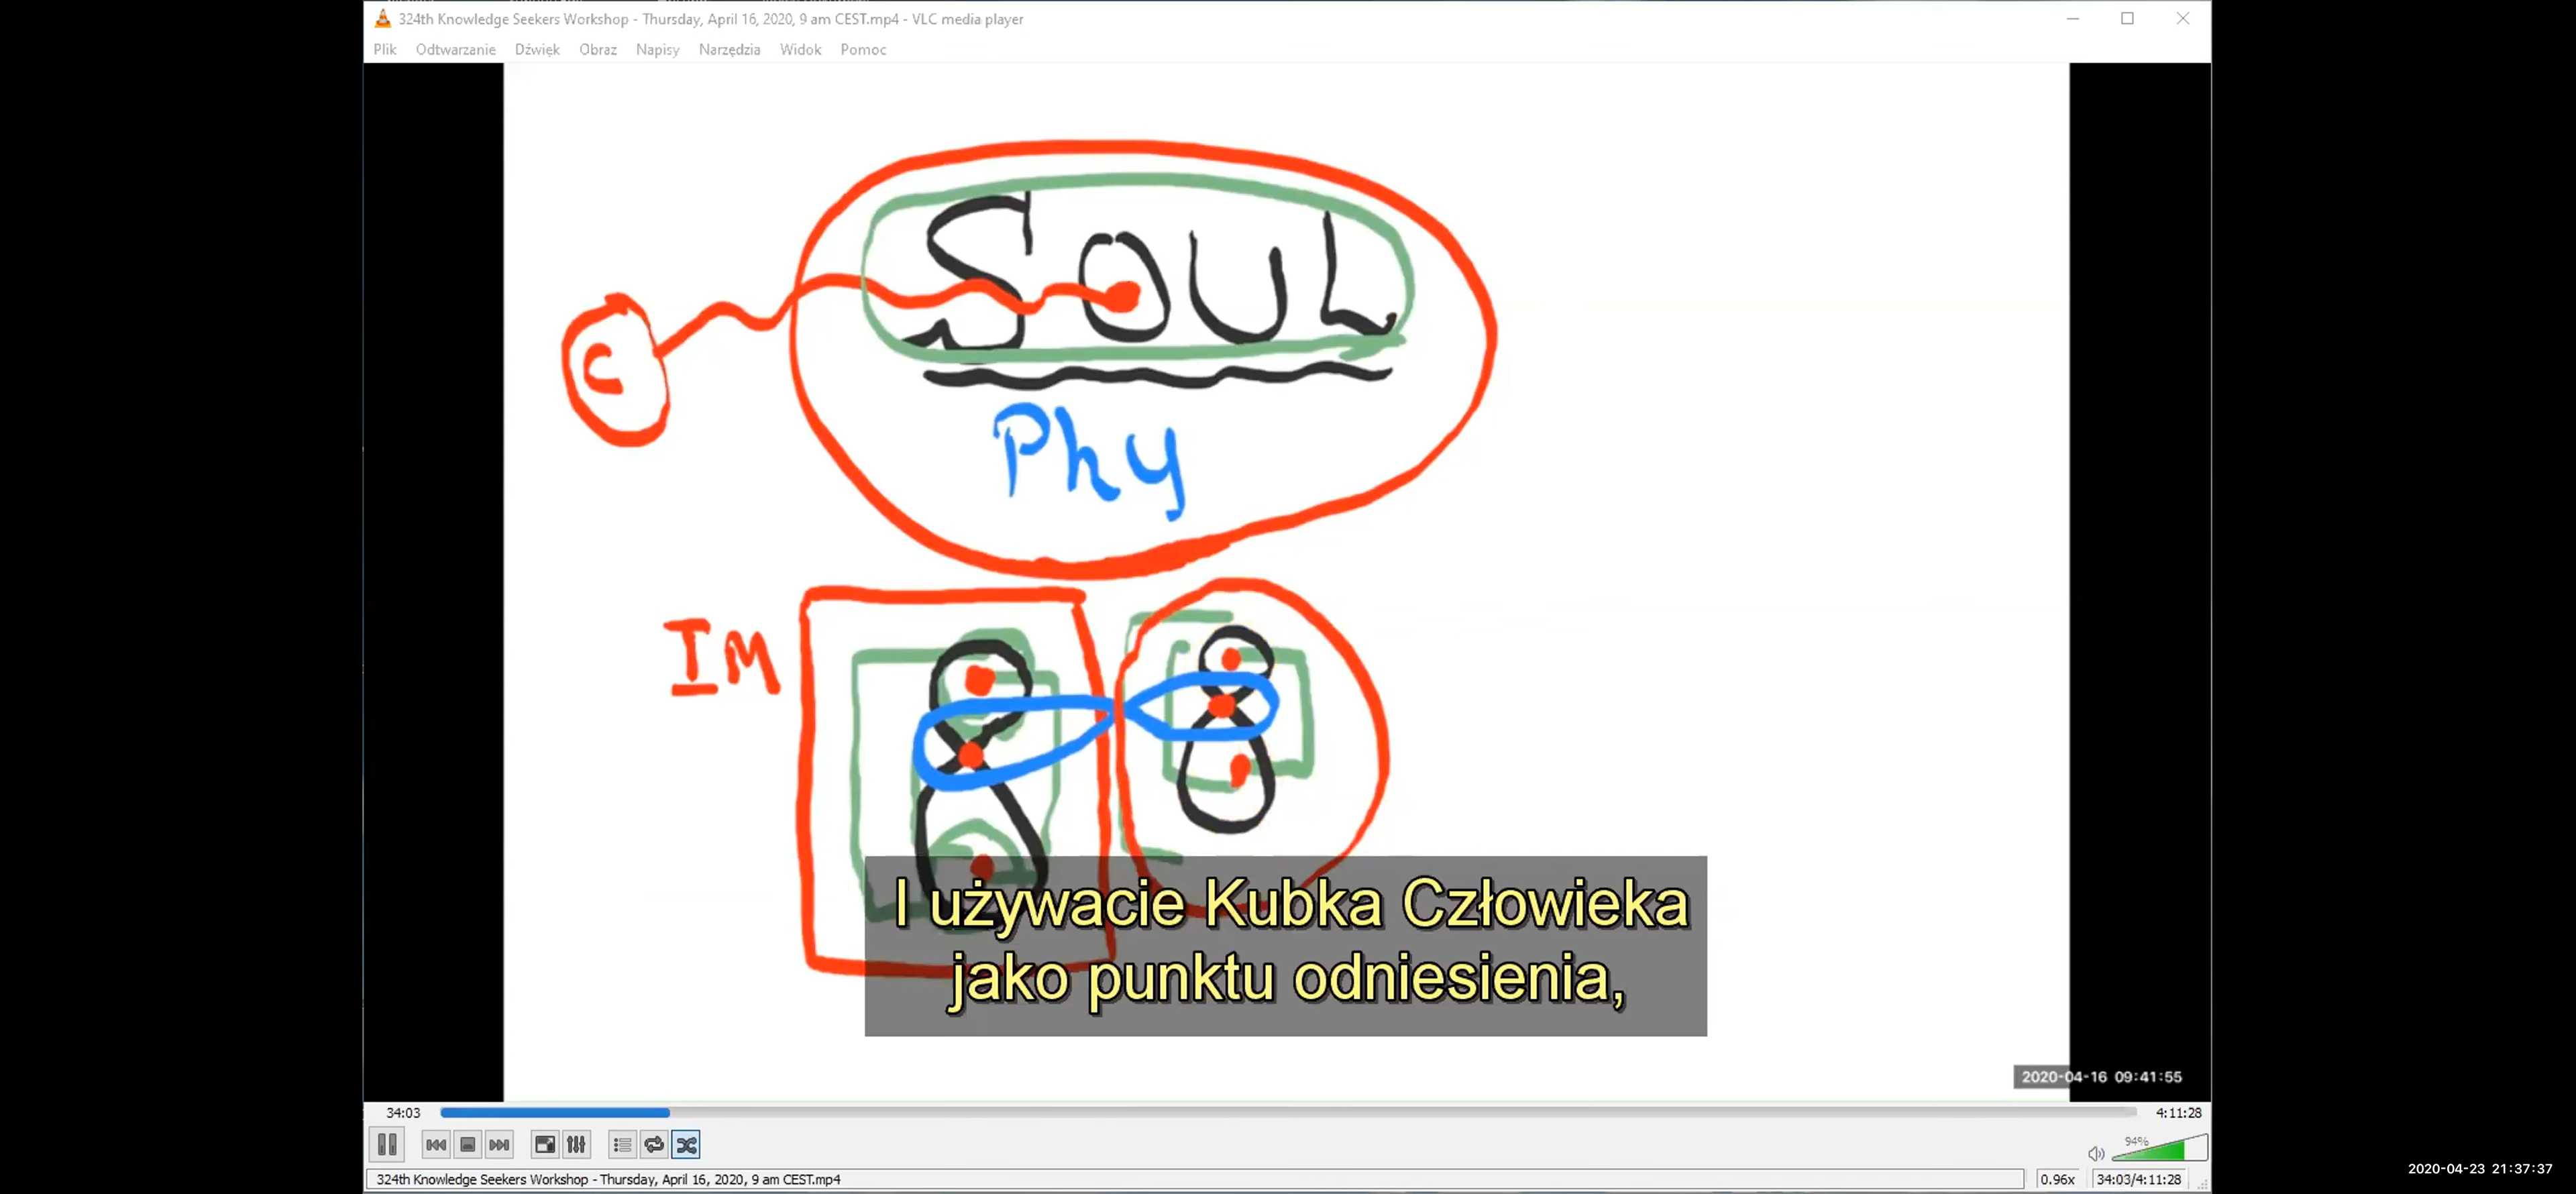 324th Knowledge Seekers Workshop - Thursday, April 16, 2020, 9 am CEST.mp4 - VLC media player
Plik Odtwarzanie Dźwięk Obraz Napisy Narzędzia Widok Pomoc
SOUL
C
Phy
IM
I używacie Kubka Człowieka
jako punktu odniesienia,
2020-04-16 09:41:55
34:03 4:11:28
94%
2020-04-23 21:37:37
324th Knowledge Seekers Workshop - Thursday, April 16, 2020, 9 am CEST.mp4 0.96x 34:03/4:11:28